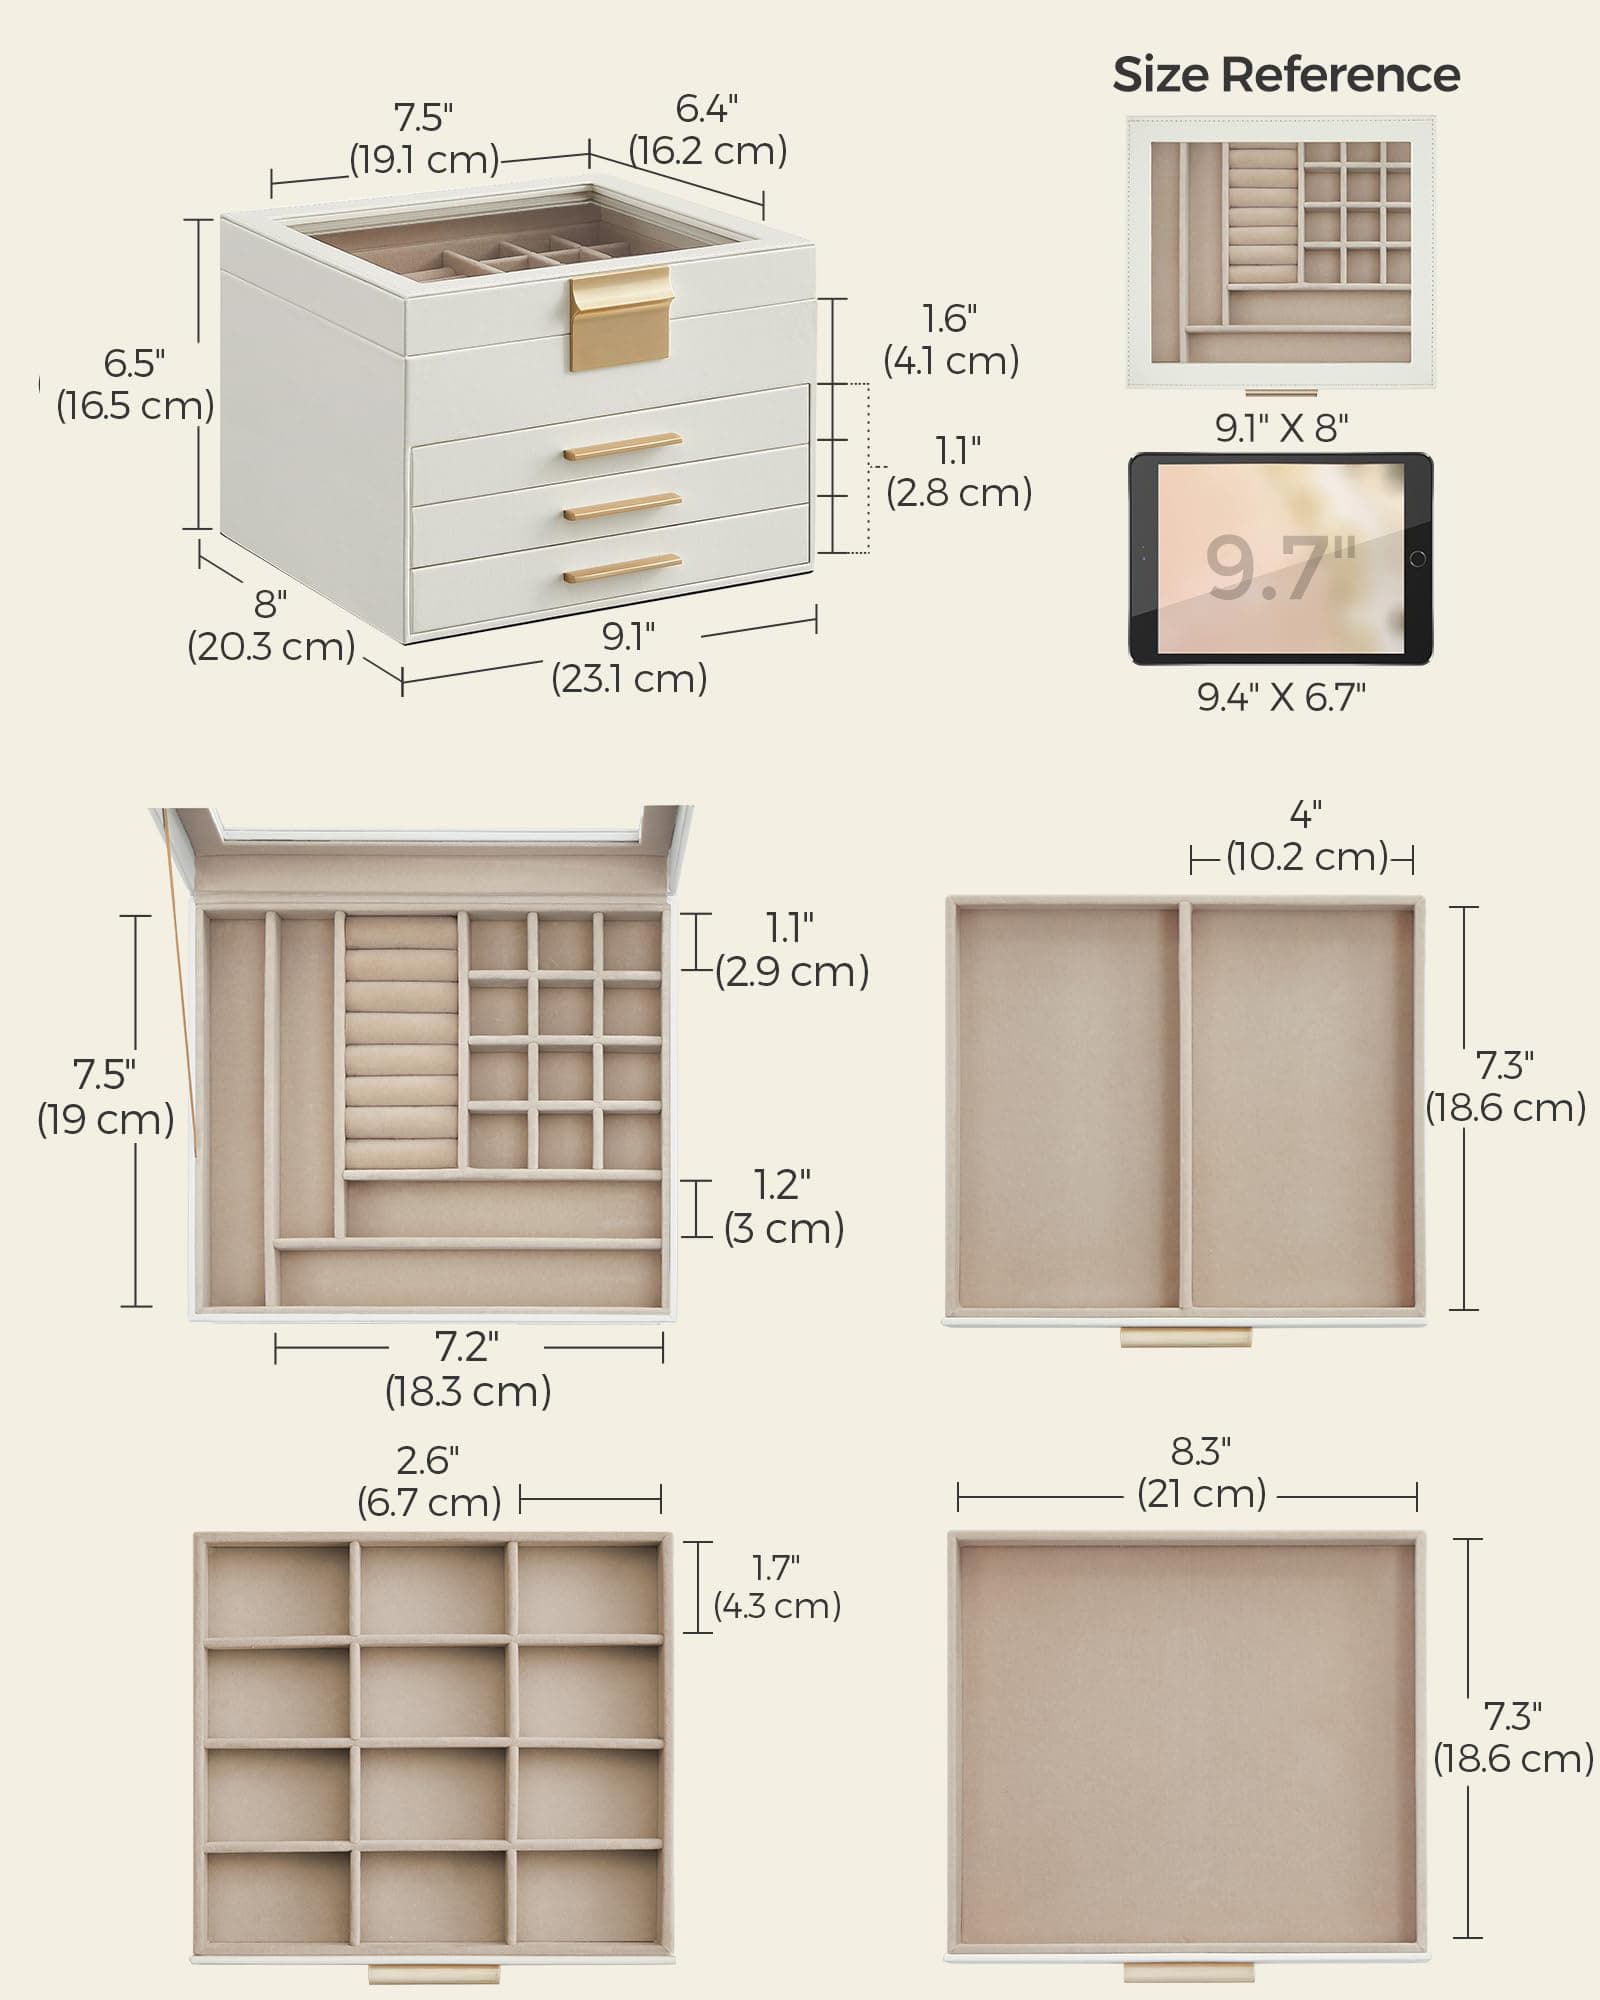 Size Reference
7.5"
(19.1 cm)
6.4"
(16.2 cm)
6.5"
(16.5 cm)
1.6"
(4.1 cm)
1.1"
(2.8 cm)
8"
(20.3 cm)
9.1"
(23.1 cm)
9.1" X 8"
9.7"
9.4" X 6.7"
1.1"
(2.9 cm)
7.5"
(19 cm)
1.2"
(3 cm)
7.2"
(18.3 cm)
4"
(10.2 cm)
7.3"
(18.6 cm)
2.6"
(6.7 cm)
1.7"
(4.3 cm)
8.3"
(21 cm)
7.3"
(18.6 cm)